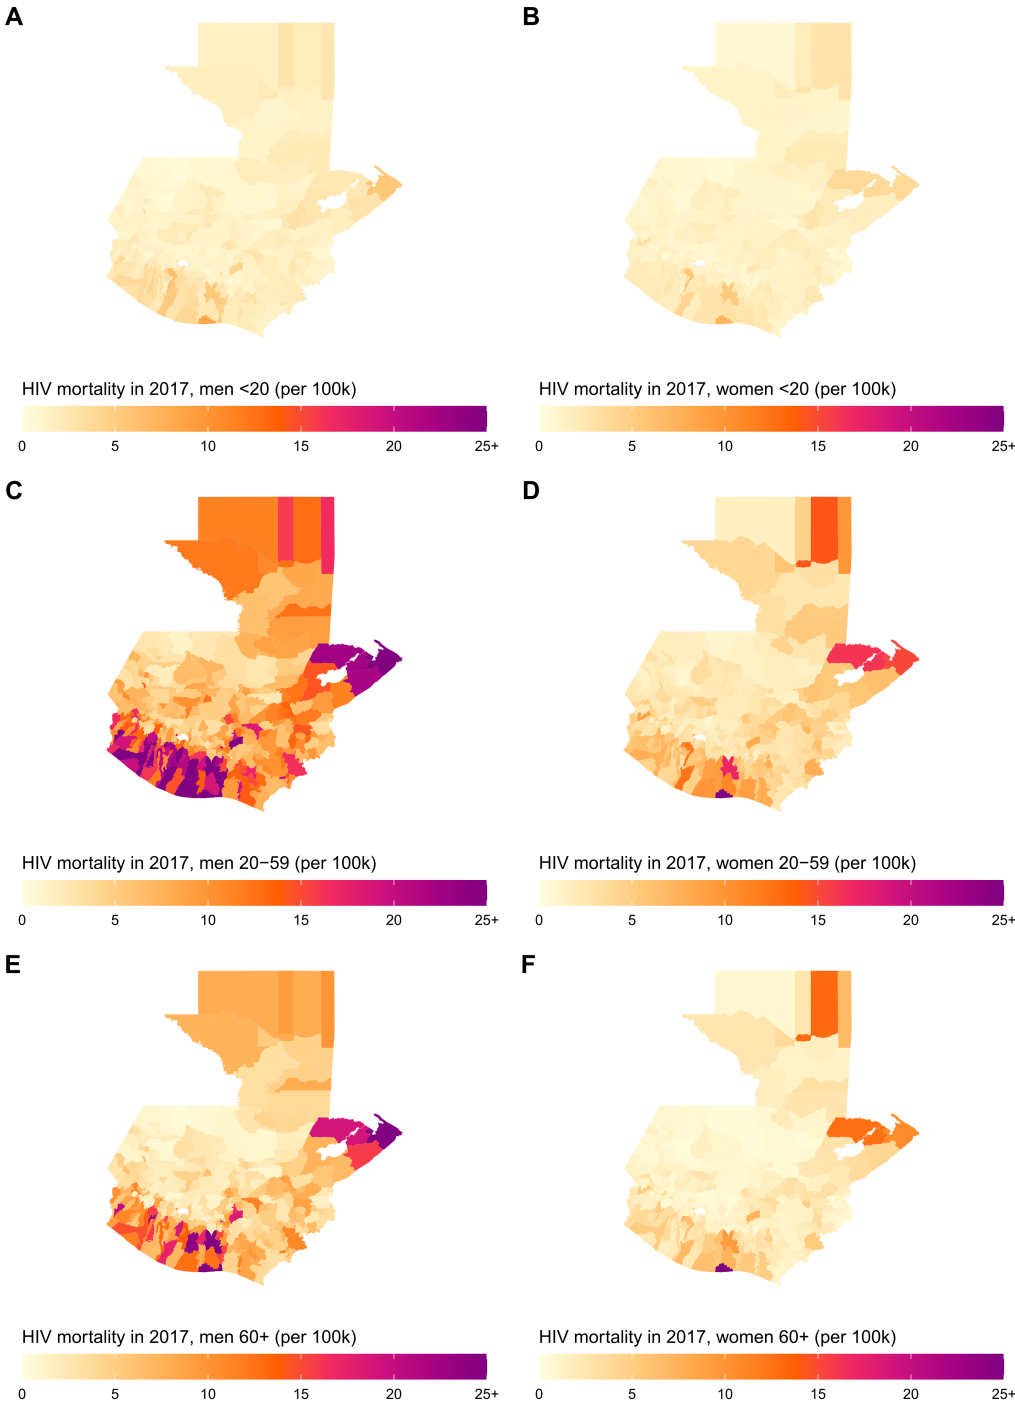 A
B
HIV mortality in 2017, men <20 (per 100k)
HIV mortality in 2017, women <20 (per 100k)
0 5 10 15 20 25+
0 5 10 15 20 25+
C
D
HIV mortality in 2017, men 20−59 (per 100k)
HIV mortality in 2017, women 20−59 (per 100k)
0 5 10 15 20 25+
0 5 10 15 20 25+
E
F
HIV mortality in 2017, men 60+ (per 100k)
HIV mortality in 2017, women 60+ (per 100k)
0 5 10 15 20 25+
0 5 10 15 20 25+